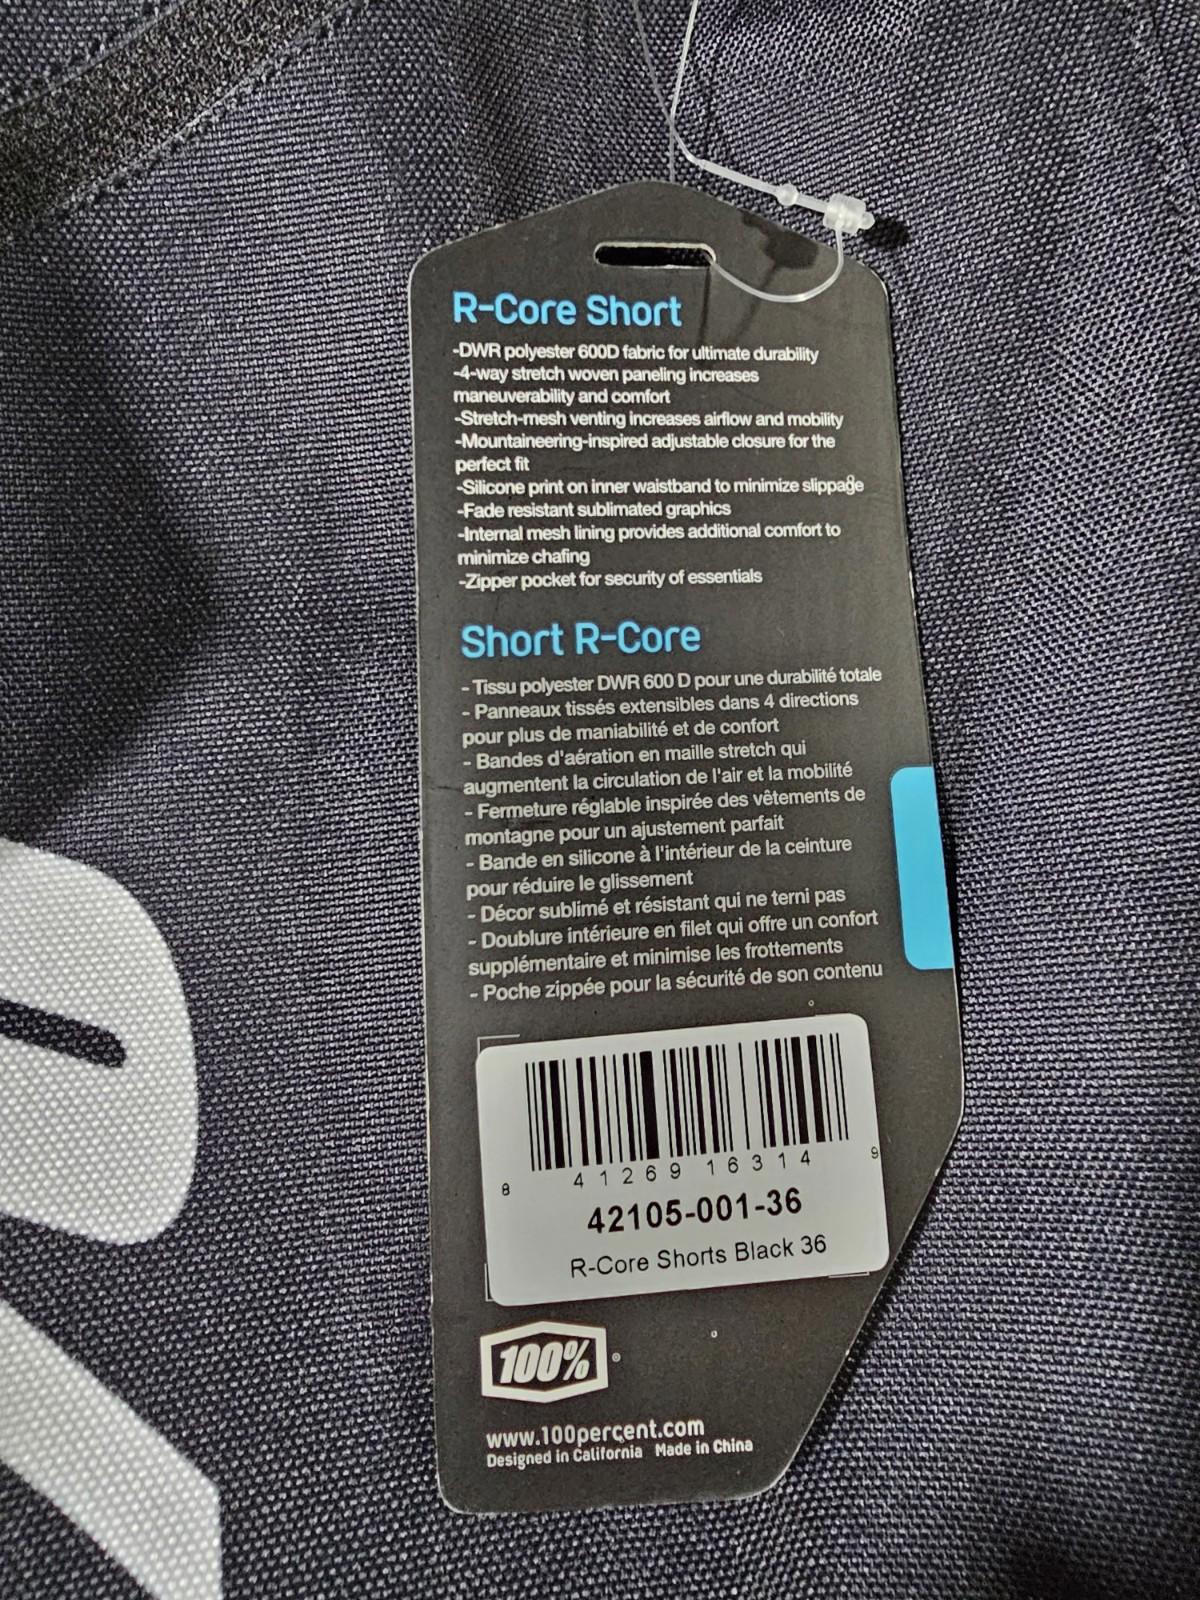 R-Core Short
-DWR polyester 600D fabric for ultimate durability
-4-way stretch woven paneling increases
maneuverability and comfort
-Stretch-mesh venting increases airflow and mobility
-Mountaineering-inspired adjustable closure for the
perfect fit
-Silicone print on inner waistband to minimize slippage
-Fade resistant sublimated graphics
-Internal mesh lining provides additional comfort to
minimize chafing
-Zipper pocket for security of essentials
Short R-Core
- Tissu polyester DWR 600 D pour une durabilité totale
- Panneaux tissés extensibles dans 4 directions
pour plus de maniabilité et de confort
- Bandes d'aération en maille stretch qui
augmentent la circulation de l'air et la mobilité
- Fermeture réglable inspirée des vêtements de
montagne pour un ajustement parfait
- Bande en silicone à l'intérieur de la ceinture
pour réduire le glissement
- Décor sublimé et résistant qui ne terni pas
- Doublure intérieure en filet qui offre un confort
supplémentaire et minimise les frottements
- Poche zippée pour la sécurité de son contenu
8 41269 16314 9
42105-001-36
R-Core Shorts Black 36
100%®
www.100percent.com
Designed in California Made in China